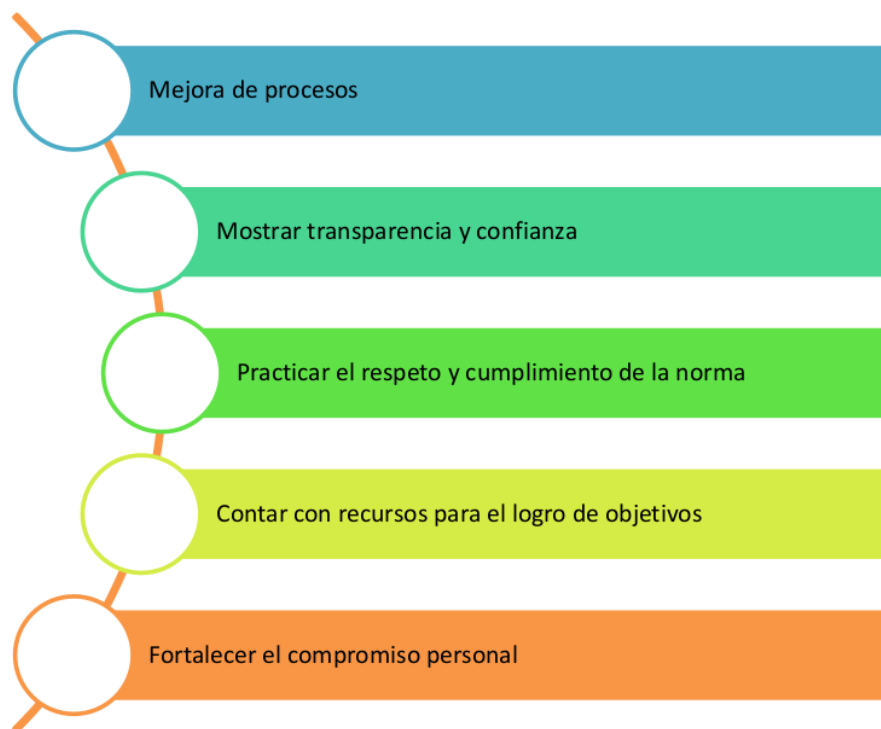 Mejora de procesos
Mostrar transparencia y confianza
Practicar el respeto y cumplimiento de la norma
Contar con recursos para el logro de objetivos
Fortalecer el compromiso personal